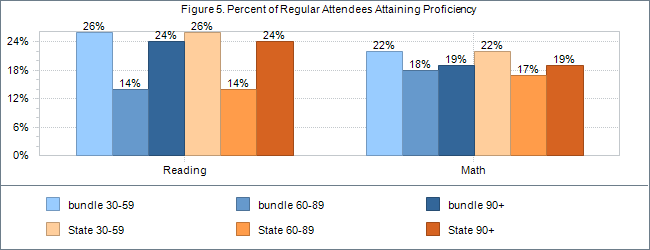 Figure 5. Percent of Regular Attendees Attaining Proficiency
26% 26%
24% 24% 24%
22% 22%
18% 18% 19% 17% 19%
14% 14%
12%
6%
0%
Reading Math
bundle 30-59 bundle 60-89 bundle 90+
State 30-59 State 60-89 State 90+